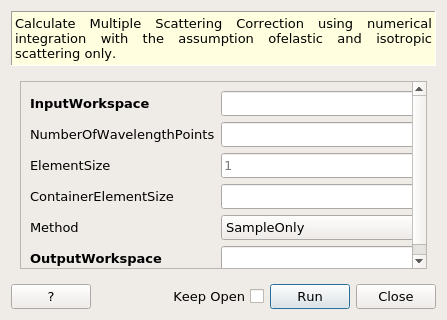 Calculate Multiple Scattering Correction using numerical
integration with the assumption ofelastic and isotropic
scattering only.
InputWorkspace
NumberOfWavelengthPoints
ElementSize 1
ContainerElementSize
Method SampleOnly
OutputWorkspace
? Keep Open Run Close